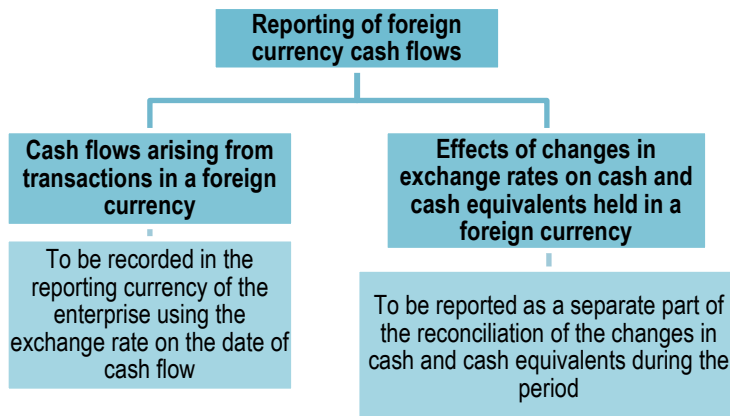 Reporting of foreign
currency cash flows
Cash flows arising from
transactions in a foreign
currency
To be recorded in the
reporting currency of the
enterprise using the
exchange rate on the date of
cash flow
Effects of changes in
exchange rates on cash and
cash equivalents held in a
foreign currency
To be reported as a separate part of
the reconciliation of the changes in
cash and cash equivalents during the
period